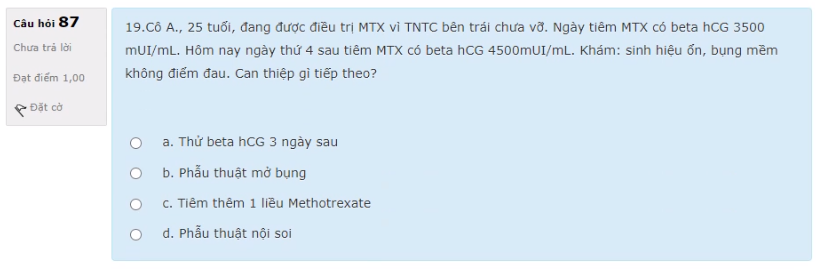 Câu hỏi 87
Chưa trả lời
Đạt điểm 1,00
Đặt cờ
19.Cô A., 25 tuổi, đang được điều trị MTX vì TNTC bên trái chưa vỡ. Ngày tiêm MTX có beta hCG 3500
mUI/mL. Hôm nay ngày thứ 4 sau tiêm MTX có beta hCG 4500mUI/mL. Khám: sinh hiệu ổn, bụng mềm
không điểm đau. Can thiệp gì tiếp theo?
a. Thử beta hCG 3 ngày sau
b. Phẫu thuật mở bụng
c. Tiêm thêm 1 liều Methotrexate
d. Phẫu thuật nội soi